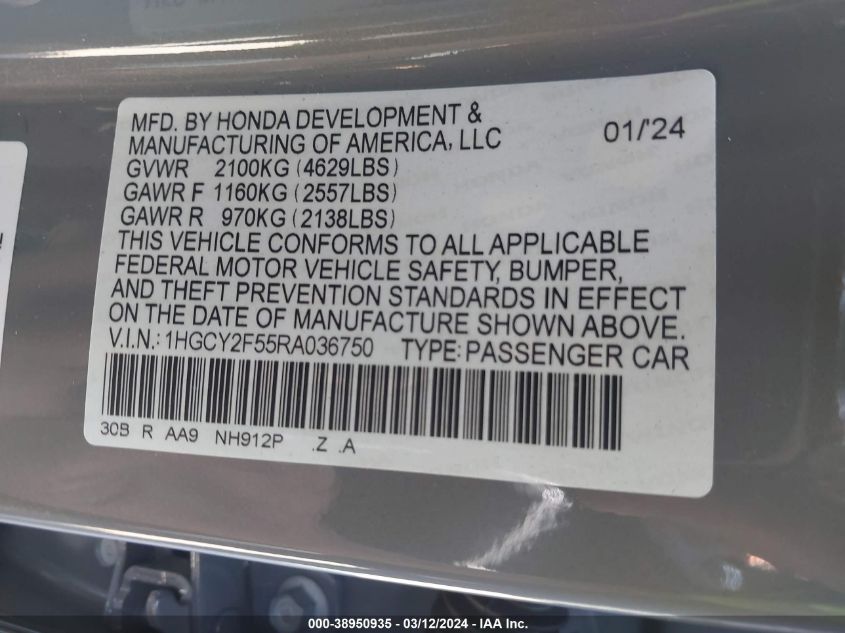 MFD. BY HONDA DEVELOPMENT &
MANUFACTURING OF AMERICA, LLC 01/'24
GVWR 2100KG (4629LBS)
GAWR F 1160KG (2557LBS)
GAWR R 970KG (2138LBS)
THIS VEHICLE CONFORMS TO ALL APPLICABLE
FEDERAL MOTOR VEHICLE SAFETY, BUMPER,
AND THEFT PREVENTION STANDARDS IN EFFECT
ON THE DATE OF MANUFACTURE SHOWN ABOVE.
V.I.N.: 1HGCY2F55RA036750 TYPE: PASSENGER CAR
30B R AA9 NH912P .Z .A
000-38950935 - 03/12/2024 - IAA Inc.